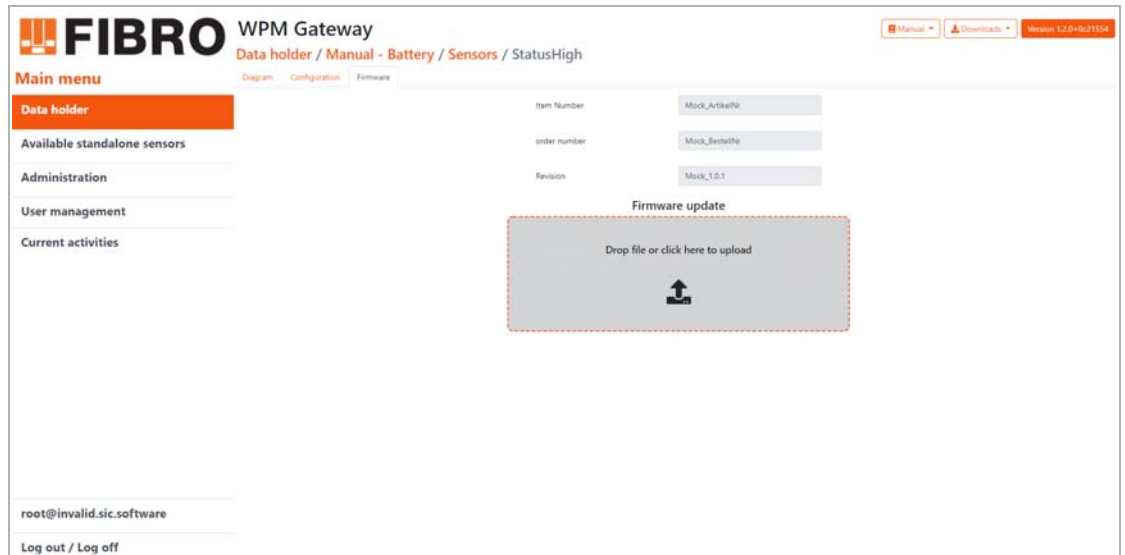 FIBRO
WPM Gateway
Manual
Downloads
Version 1.2.0+0c21554
Data holder / Manual - Battery / Sensors / StatusHigh
Main menu
Diagram Configuration Firmware
Data holder
Available standalone sensors
Administration
User management
Current activities
Item Number Mock_ArtikelNr
order number Mock_BestellNr
Revision Mock_1.0.1
Firmware update
Drop file or click here to upload
root@invalid.sic.software
Log out / Log off